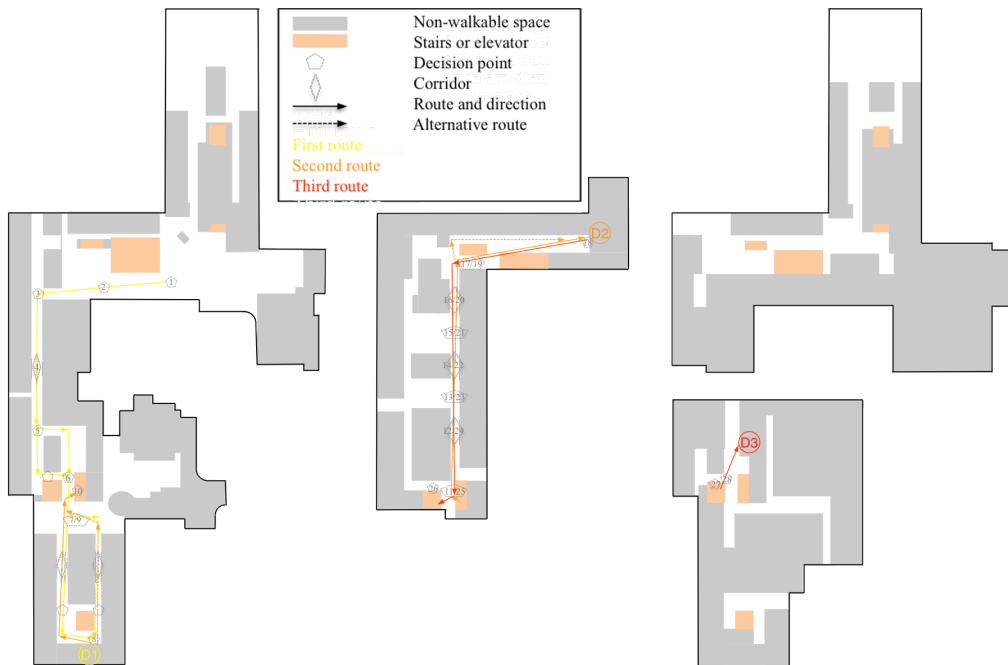 Non-walkable space
Stairs or elevator
Decision point
Corridor
Route and direction
Alternative route
First route
Second route
Third route
D2
18
17/19
1
2
3
16/20
15/21
4
14/22
13/23
5
12/24
D3
6
28
27
10
26
11/25
7/9
8
D1